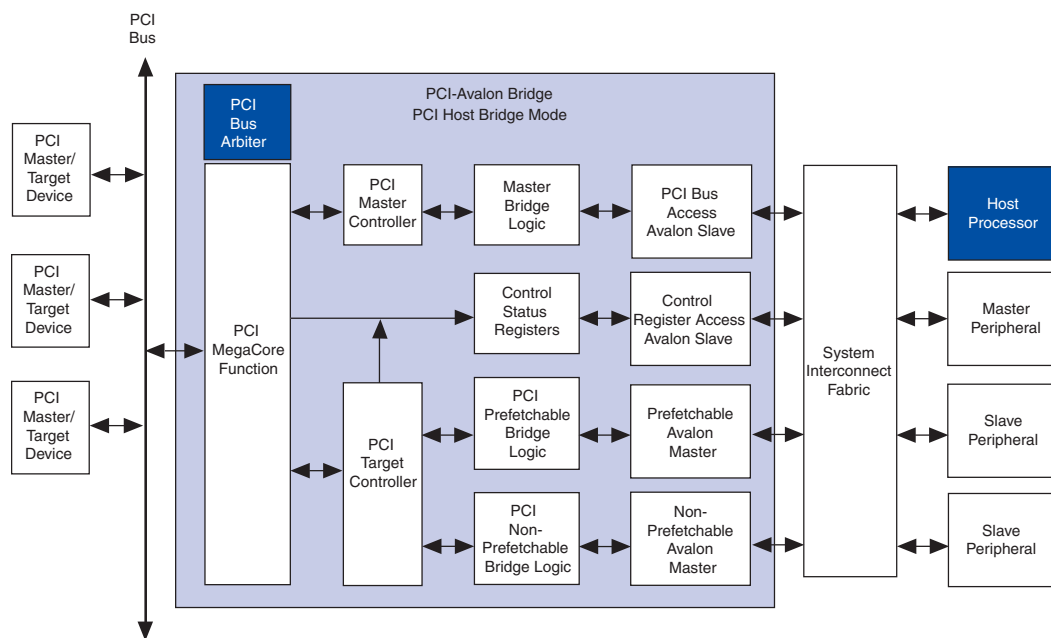 PCI
Bus
PCI-Avalon Bridge
PCI Host Bridge Mode
PCI
Bus
Arbiter
PCI
Master/
Target
Device
PCI
Master/
Target
Device
PCI
Master/
Target
Device
PCI
MegaCore
Function
PCI
Master
Controller
Master
Bridge
Logic
PCI Bus
Access
Avalon Slave
Control
Status
Registers
Control
Register Access
Avalon Slave
PCI
Target
Controller
PCI
Prefetchable
Bridge
Logic
Prefetchable
Avalon
Master
PCI
Non-
Prefetchable
Bridge Logic
Non-
Prefetchable
Avalon
Master
System
Interconnect
Fabric
Host
Processor
Master
Peripheral
Slave
Peripheral
Slave
Peripheral